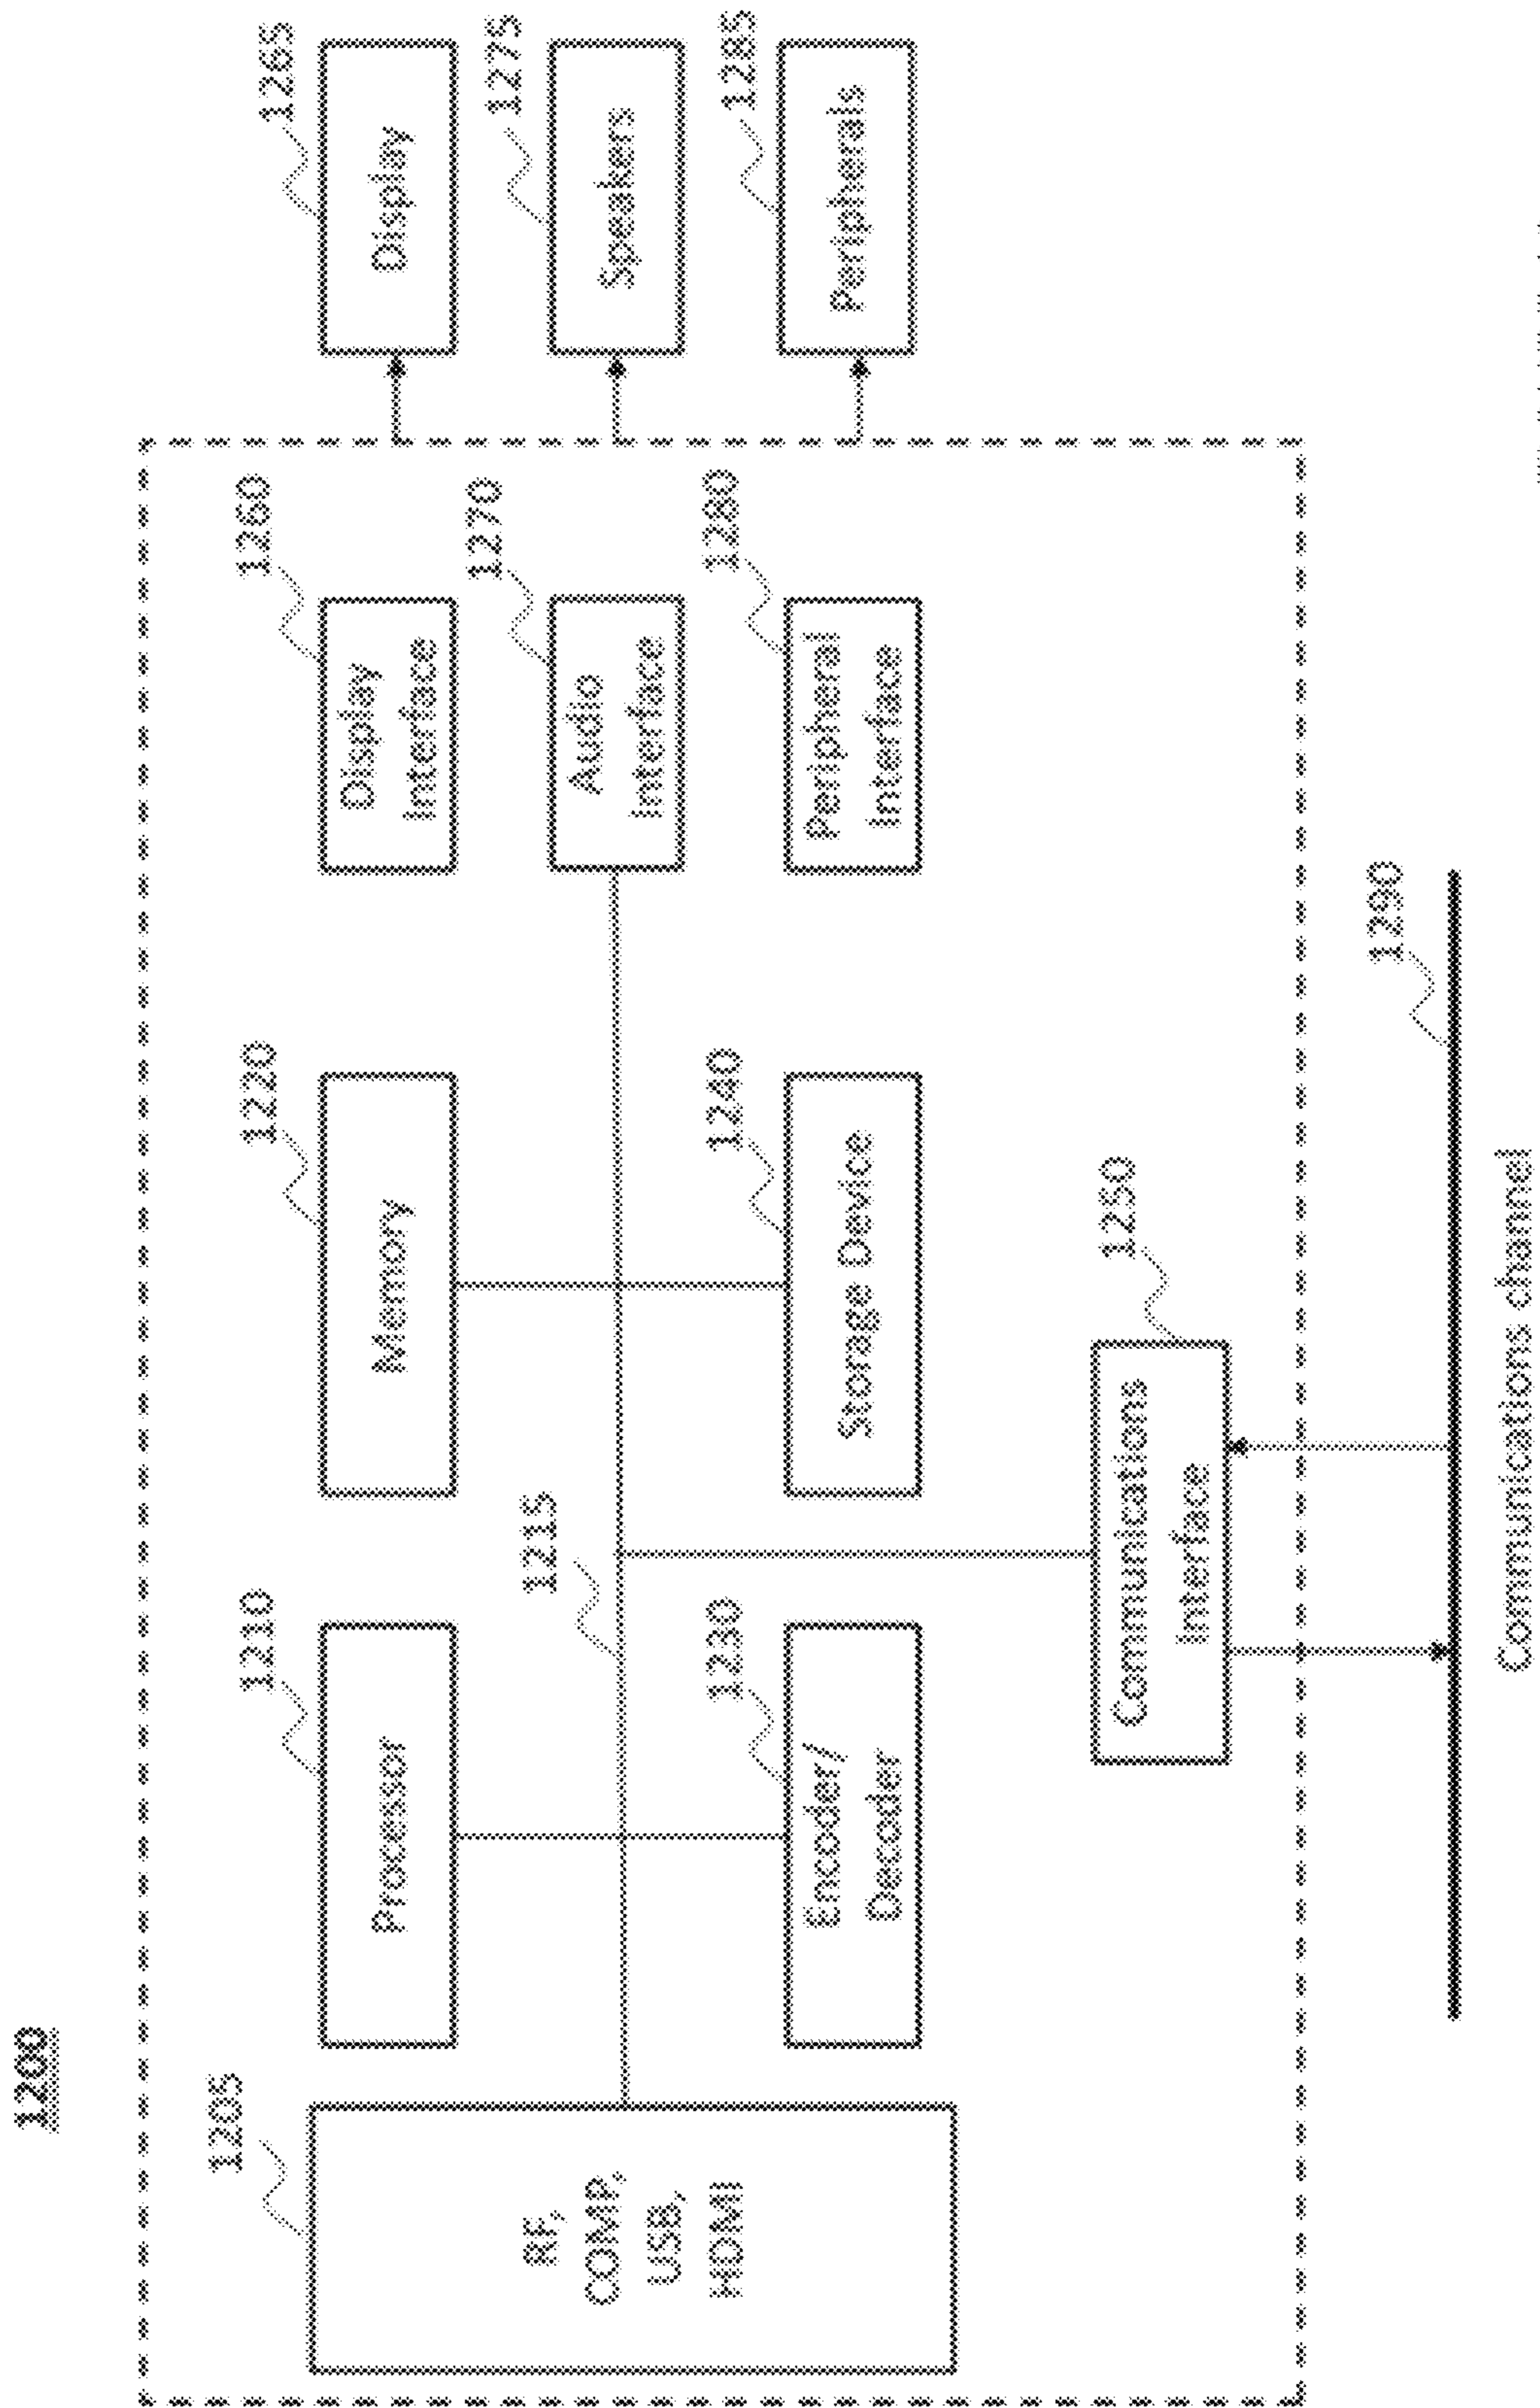 1200
1205
RF,
COMP,
USB,
HDMI
1210
Processor
1220
Memory
1260
Display
Interface
1265
Display
1215
1270
Audio
Interface
1275
Speakers
1230
Encoder/
Decoder
1240
Storage Device
1280
Peripheral
Interface
1285
Peripherals
1250
Communications
Interface
1290
Communications channel